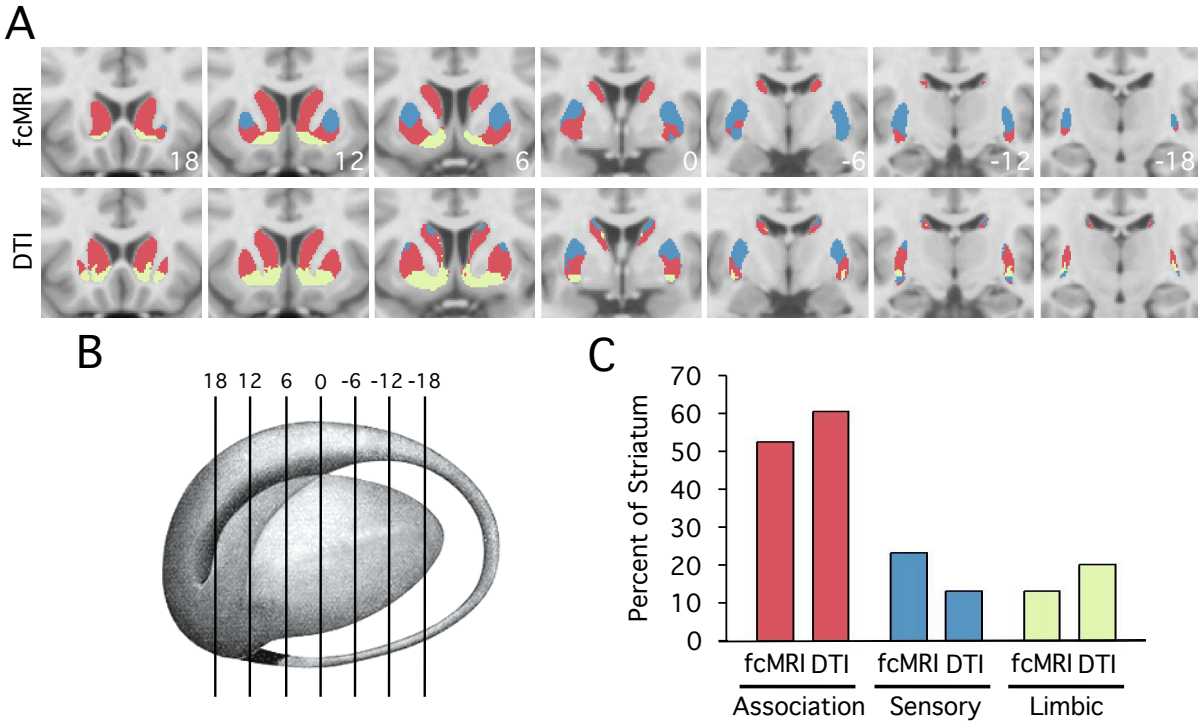 A
fcMRI
18 12 6 0 -6 -12 -18
DTI
B
18 12 6 0 -6 -12 -18
C
Percent of Striatum
70
60
50
40
30
20
10
0
fcMRI DTI fcMRI DTI fcMRI DTI
Association Sensory Limbic